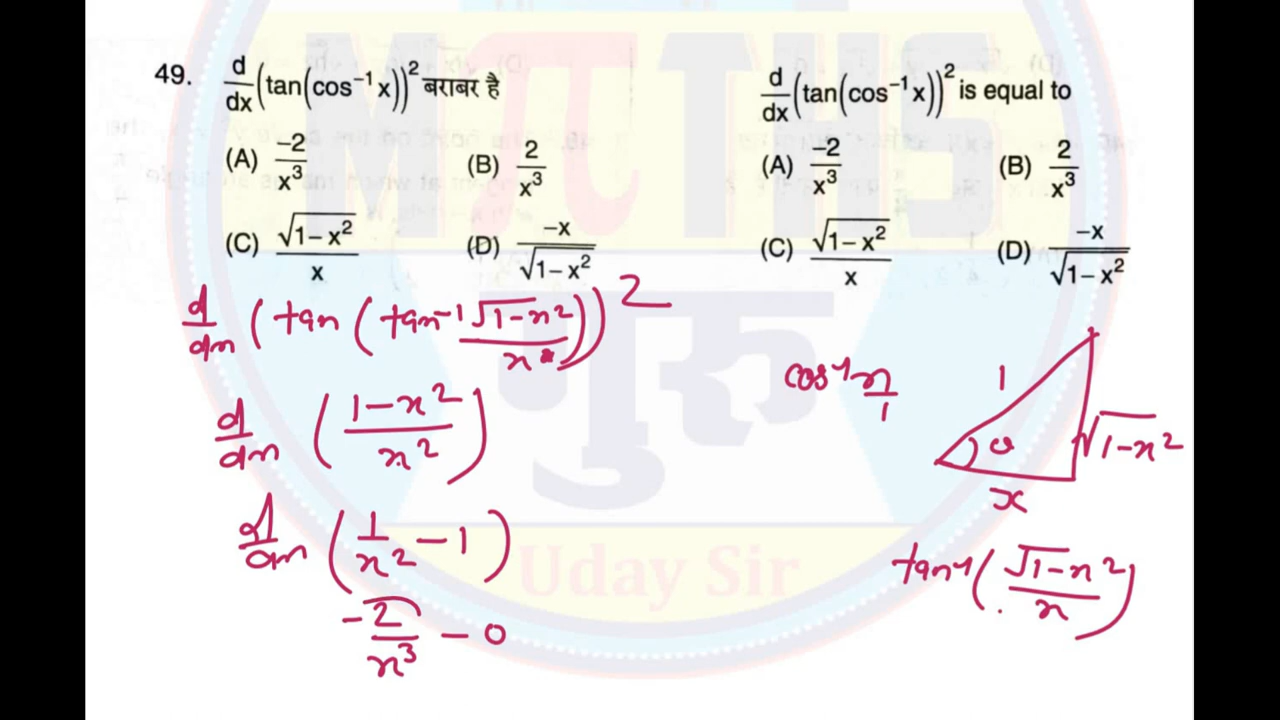 49. d/dx (tan(cos⁻¹ x))² बराबर है
(A) -2/x³ (B) 2/x³
(C) √(1-x²)/x (D) -x/√(1-x²)
d/dx (tan(cos⁻¹ x))² is equal to
(A) -2/x³ (B) 2/x³
(C) √(1-x²)/x (D) -x/√(1-x²)
d/dx (tan(tan⁻¹ √(1-x²)/x))²
d/dx ((1-x²)/x²)
d/dx (1/x² - 1)
-2/x³ - 0
cos⁻¹ x/1
1
θ
√(1-x²)
x
tan⁻¹(√(1-x²)/x)
MπTHS
गुरु
Uday Sir